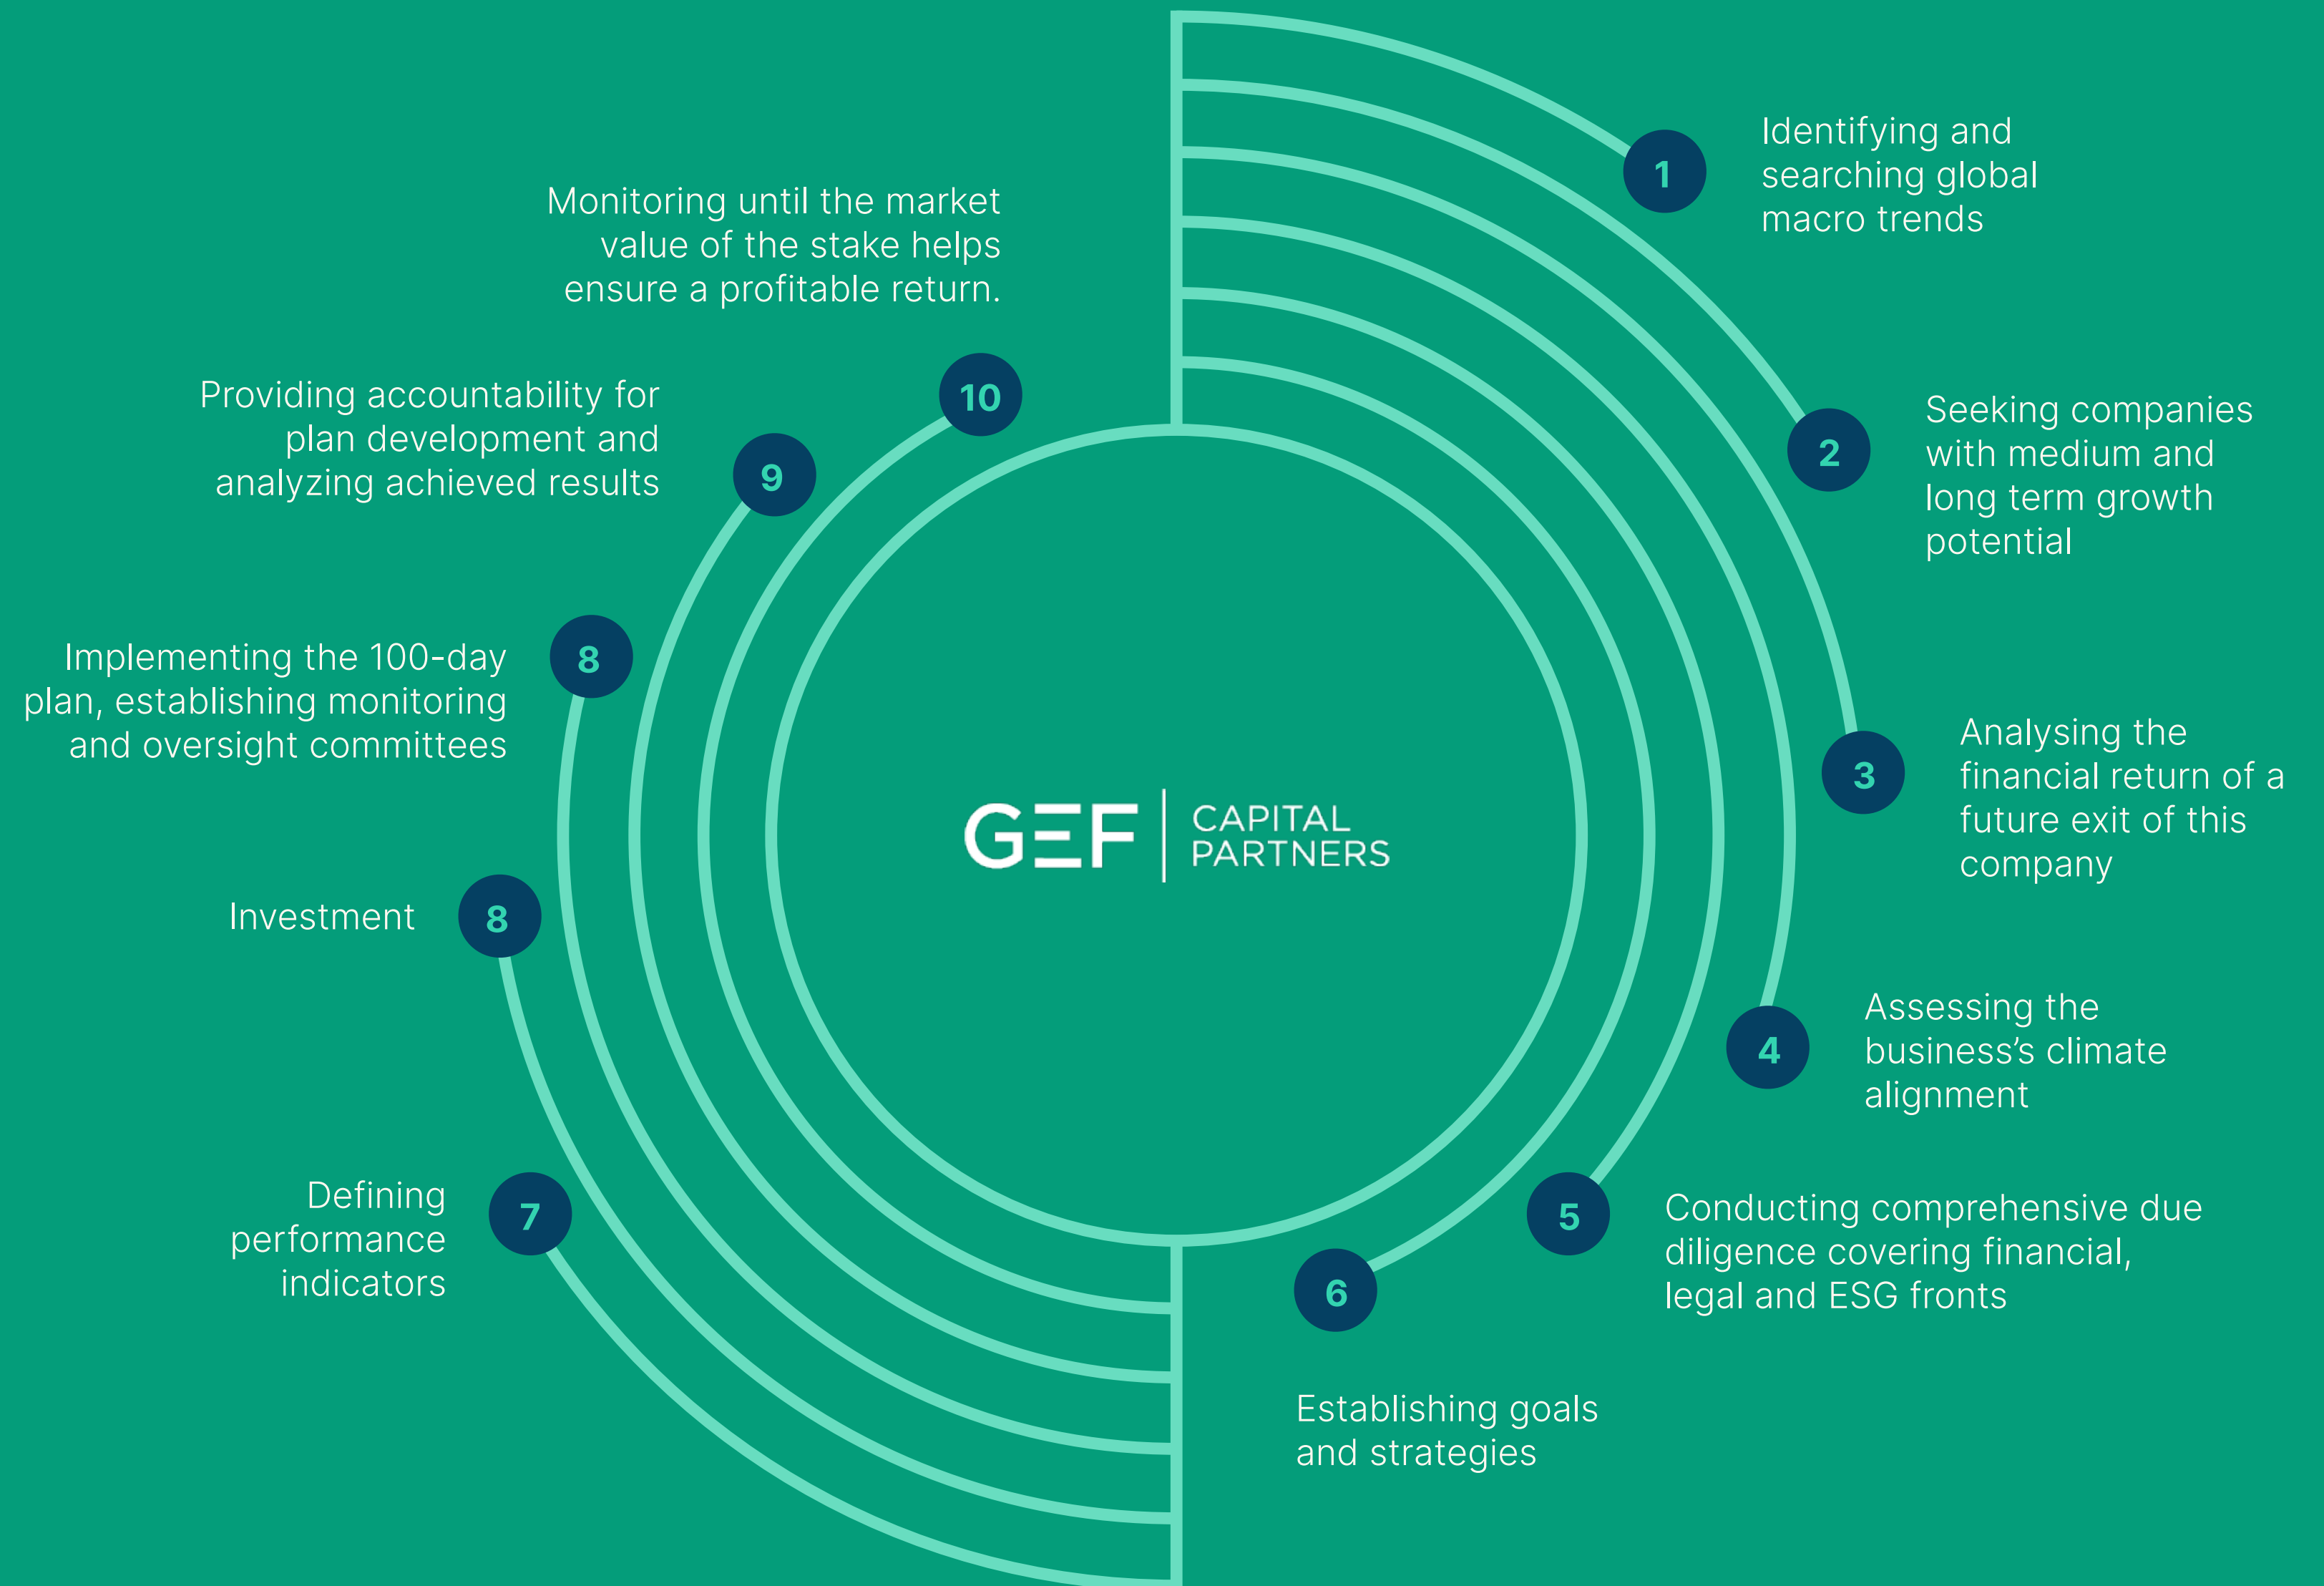 1
Identifying and
searching global
macro trends
2
Seeking companies
with medium and
long term growth
potential
3
Analysing the
financial return of a
future exit of this
company
4
Assessing the
business’s climate
alignment
5
Conducting comprehensive due
diligence covering financial,
legal and ESG fronts
6
Establishing goals
and strategies
7
Defining
performance
indicators
8
Investment
8
Implementing the 100-day
plan, establishing monitoring
and oversight committees
9
Providing accountability for
plan development and
analyzing achieved results
10
Monitoring until the market
value of the stake helps
ensure a profitable return.
GEF
CAPITAL
PARTNERS